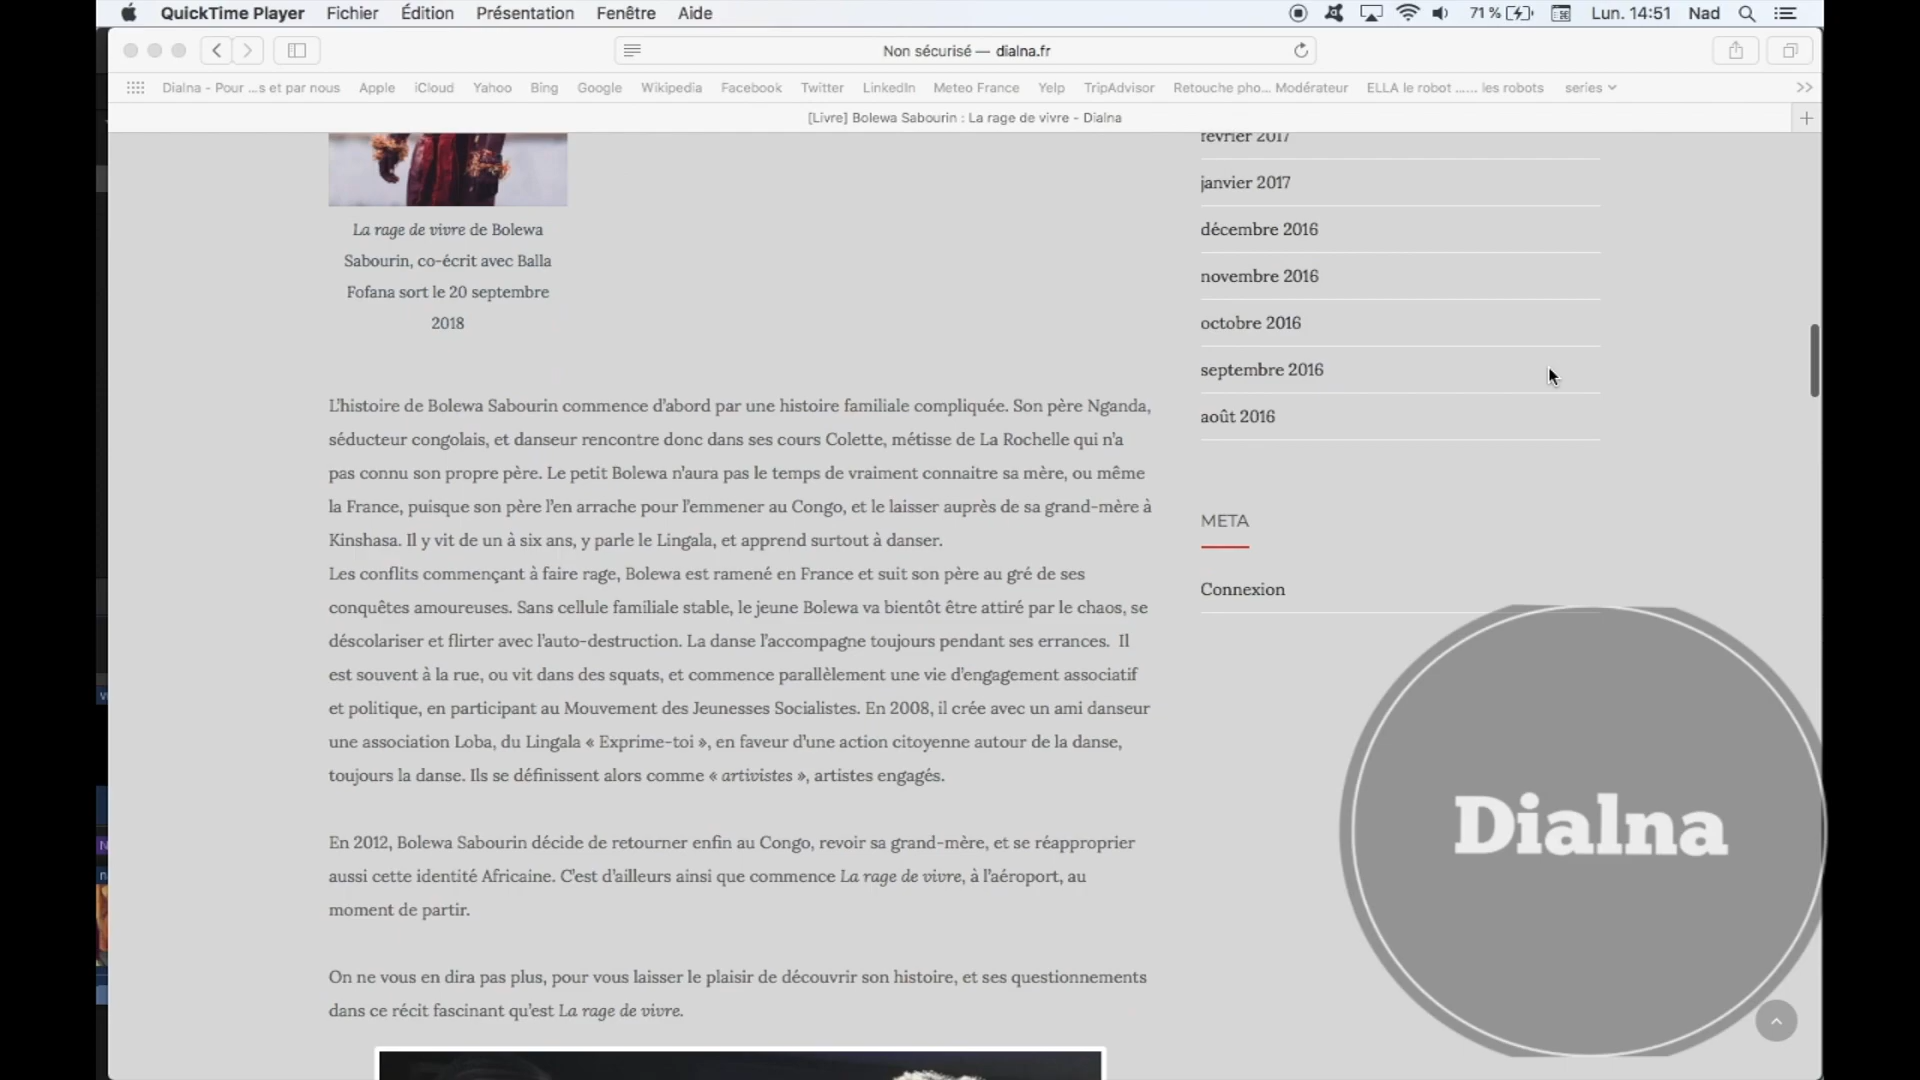 QuickTime Player Fichier Édition Présentation Fenêtre Aide 71 % Lun. 14:51 Nad
Non sécurisé — dialna.fr
Dialna - Pour ...s et par nous Apple iCloud Yahoo Bing Google Wikipedia Facebook Twitter LinkedIn Meteo France Yelp TripAdvisor Retouche pho... Modérateur ELLA le robot ...... les robots series
[Livre] Bolewa Sabourin : La rage de vivre - Dialna
La rage de vivre de Bolewa
Sabourin, co-écrit avec Balla
Fofana sort le 20 septembre
2018
L'histoire de Bolewa Sabourin commence d'abord par une histoire familiale compliquée. Son père Nganda,
séducteur congolais, et danseur rencontre donc dans ses cours Colette, métisse de La Rochelle qui n'a
pas connu son propre père. Le petit Bolewa n'aura pas le temps de vraiment connaitre sa mère, ou même
la France, puisque son père l'en arrache pour l'emmener au Congo, et le laisser auprès de sa grand-mère à
Kinshasa. Il y vit de un à six ans, y parle le Lingala, et apprend surtout à danser.
Les conflits commençant à faire rage, Bolewa est ramené en France et suit son père au gré de ses
conquêtes amoureuses. Sans cellule familiale stable, le jeune Bolewa va bientôt être attiré par le chaos, se
déscolariser et flirter avec l'auto-destruction. La danse l'accompagne toujours pendant ses errances. Il
est souvent à la rue, ou vit dans des squats, et commence parallèlement une vie d'engagement associatif
et politique, en participant au Mouvement des Jeunesses Socialistes. En 2008, il crée avec un ami danseur
une association Loba, du Lingala « Exprime-toi », en faveur d'une action citoyenne autour de la danse,
toujours la danse. Ils se définissent alors comme « artivistes », artistes engagés.
En 2012, Bolewa Sabourin décide de retourner enfin au Congo, revoir sa grand-mère, et se réapproprier
aussi cette identité Africaine. C'est d'ailleurs ainsi que commence La rage de vivre, à l'aéroport, au
moment de partir.
On ne vous en dira pas plus, pour vous laisser le plaisir de découvrir son histoire, et ses questionnements
dans ce récit fascinant qu'est La rage de vivre.
février 2017
janvier 2017
décembre 2016
novembre 2016
octobre 2016
septembre 2016
août 2016
META
Connexion
Dialna